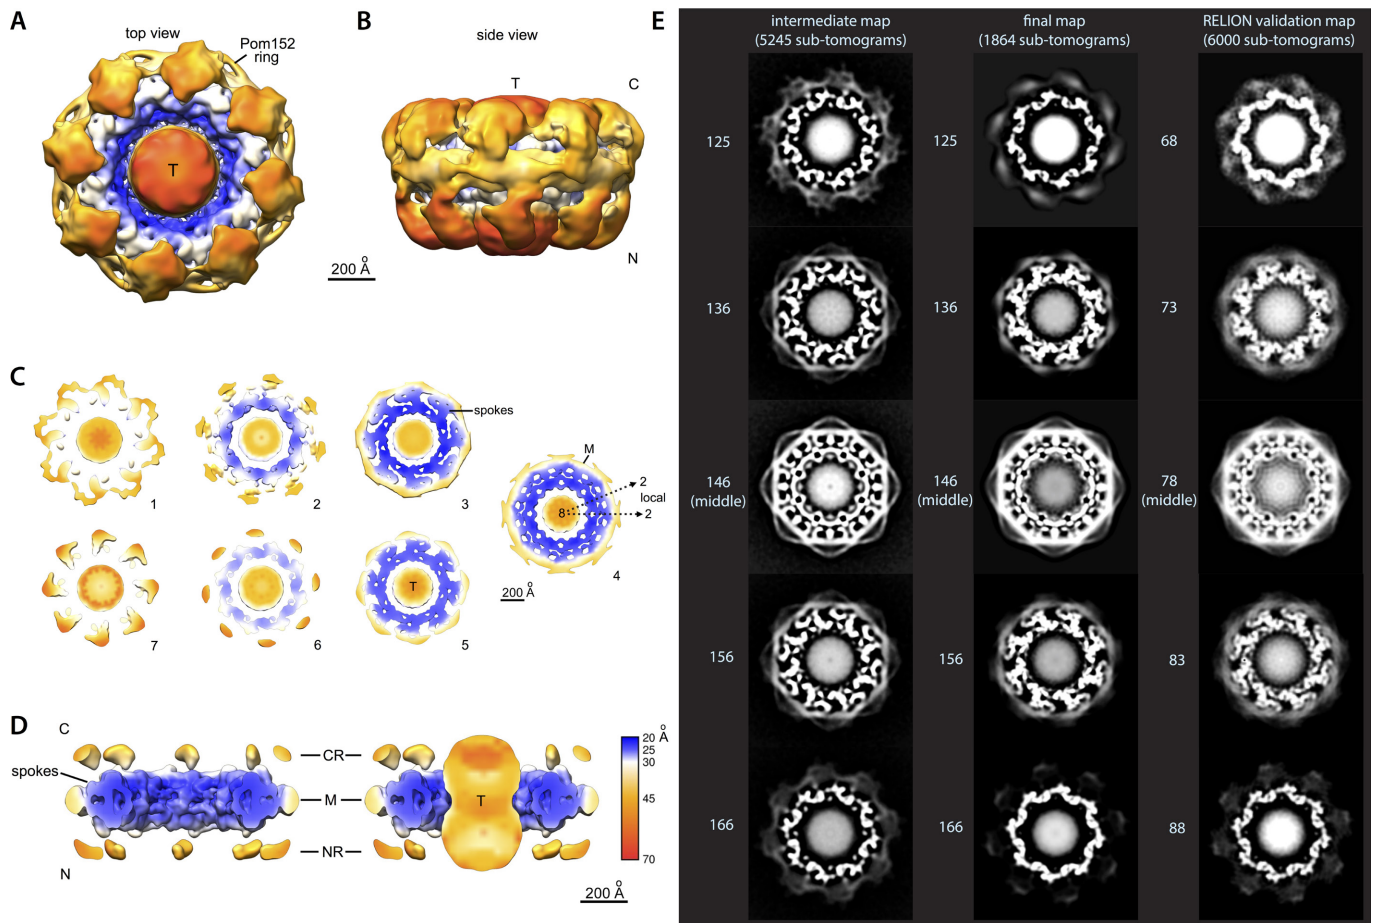 A
top view
Pom152
ring
T
200 Å
B
side view
T
C
N
C
1
2
3
spokes
M
2
local
8
2
4
200 Å
7
6
T
5
D
C
spokes
CR
M
NR
N
T
20 Å
25
30
45
70
200 Å
E
intermediate map
(5245 sub-tomograms)
final map
(1864 sub-tomograms)
RELION validation map
(6000 sub-tomograms)
125
125
68
136
136
73
146
(middle)
146
(middle)
78
(middle)
156
156
83
166
166
88